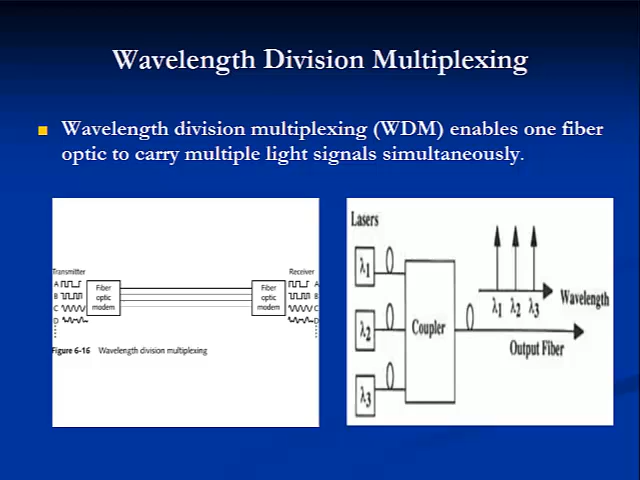 Wavelength Division Multiplexing
Wavelength division multiplexing (WDM) enables one fiber
optic to carry multiple light signals simultaneously.
Transmitter
Receiver
A
B
C
D
Fiber
optic
modem
Fiber
optic
modem
A
B
C
D
Figure 6-16 Wavelength division multiplexing
Lasers
λ1
λ2
λ3
Coupler
λ1 λ2 λ3
Wavelength
Output Fiber